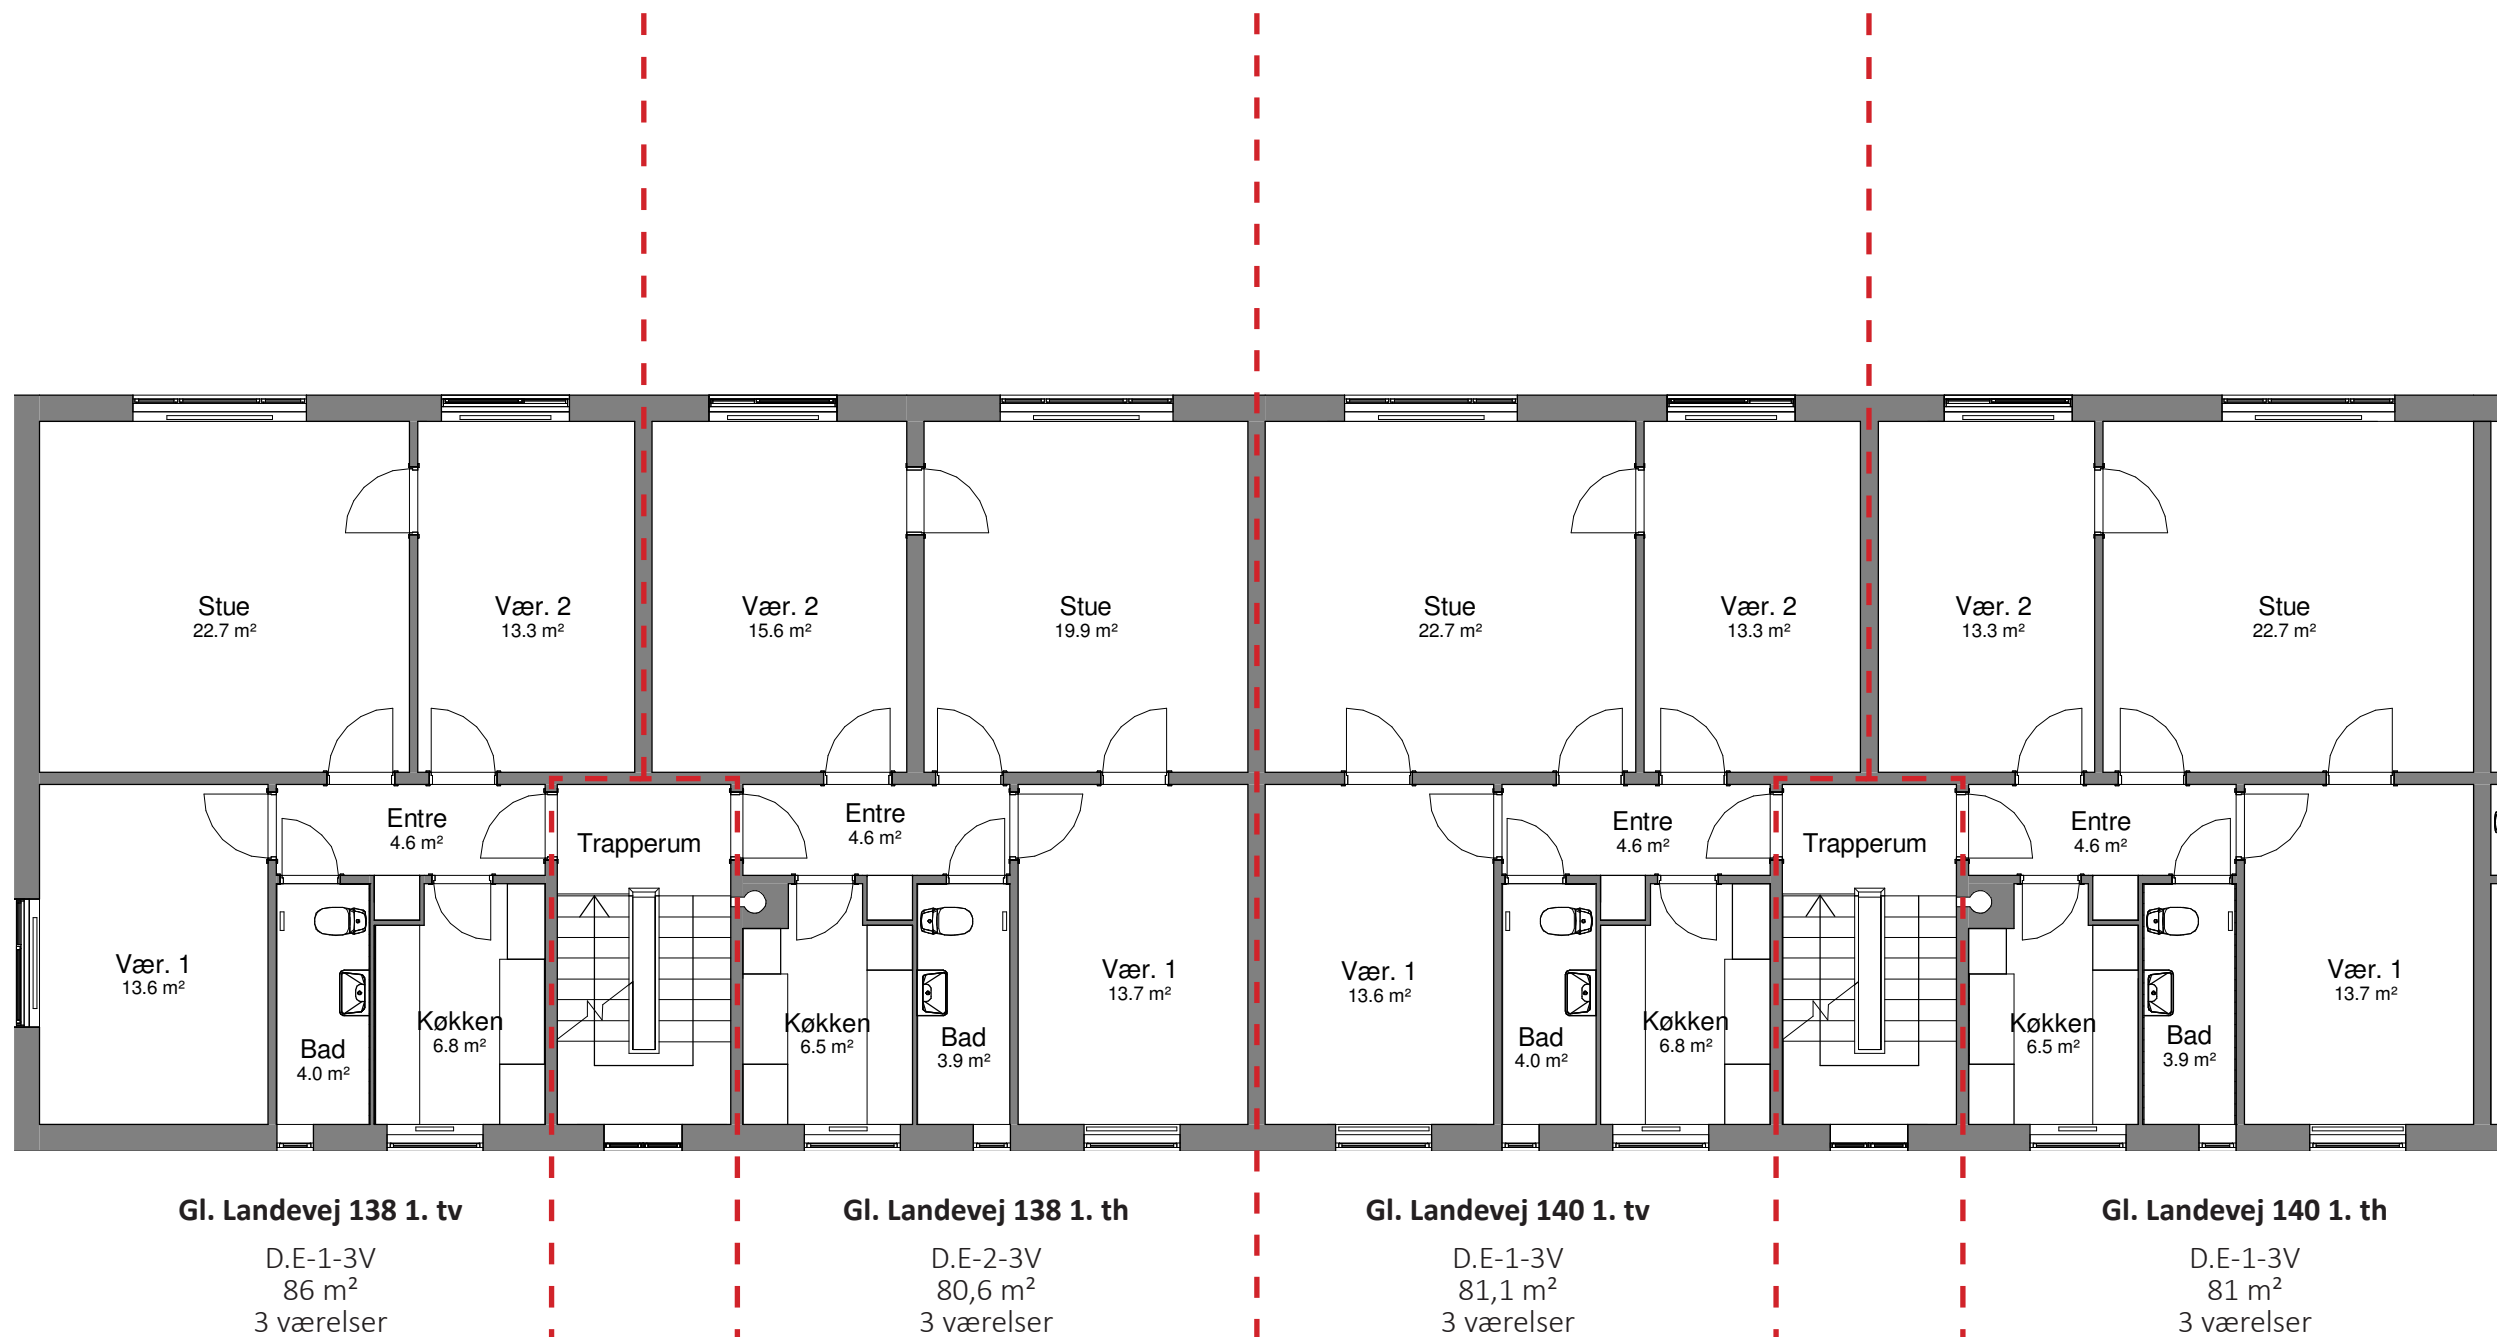 Stue
22.7 m²
Vær. 2
13.3 m²
Vær. 2
15.6 m²
Stue
19.9 m²
Stue
22.7 m²
Vær. 2
13.3 m²
Vær. 2
13.3 m²
Stue
22.7 m²
Entre
4.6 m²
Trapperum
Entre
4.6 m²
Entre
4.6 m²
Trapperum
Entre
4.6 m²
Vær. 1
13.6 m²
Bad
4.0 m²
Køkken
6.8 m²
Køkken
6.5 m²
Bad
3.9 m²
Vær. 1
13.7 m²
Vær. 1
13.6 m²
Bad
4.0 m²
Køkken
6.8 m²
Køkken
6.5 m²
Bad
3.9 m²
Vær. 1
13.7 m²
Gl. Landevej 138 1. tv
D.E-1-3V
86 m²
3 værelser
Gl. Landevej 138 1. th
D.E-2-3V
80,6 m²
3 værelser
Gl. Landevej 140 1. tv
D.E-1-3V
81,1 m²
3 værelser
Gl. Landevej 140 1. th
D.E-1-3V
81 m²
3 værelser